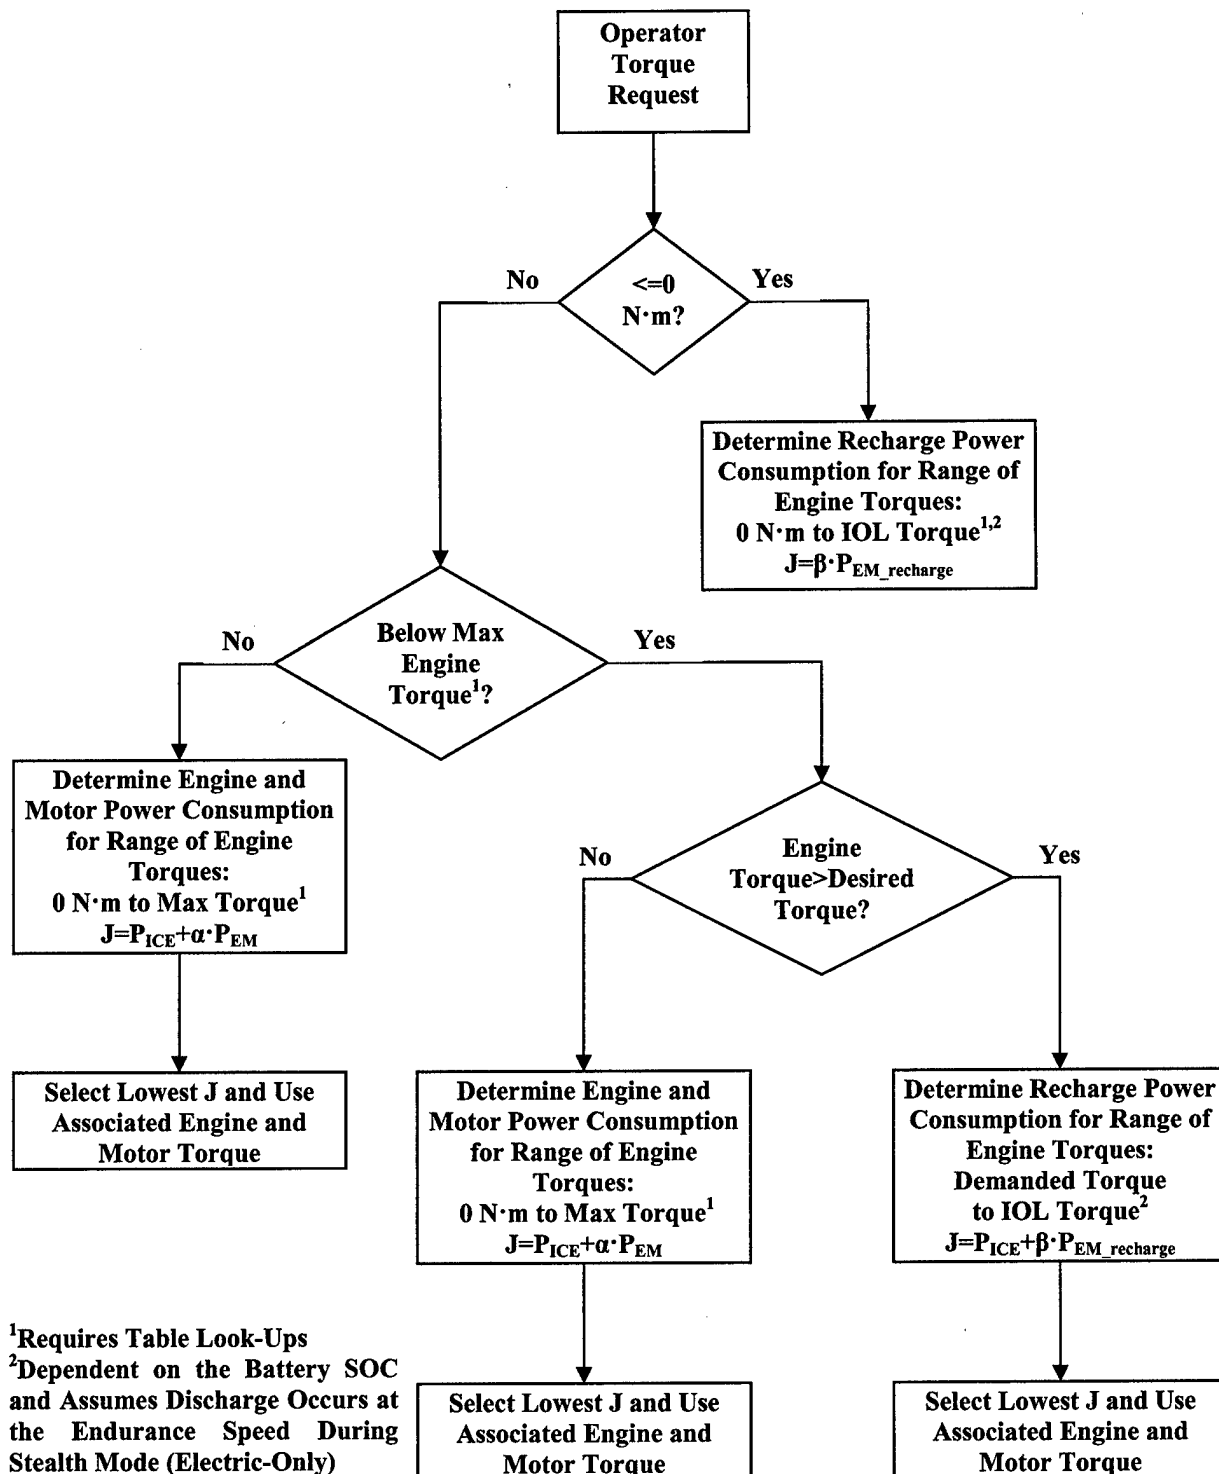 Operator
Torque
Request
<=0
N·m?
No
Yes
Determine Recharge Power
Consumption for Range of
Engine Torques:
0 N·m to IOL Torque1,2
J=β·PEM_recharge
Below Max
Engine
Torque1?
No
Yes
Determine Engine and
Motor Power Consumption
for Range of Engine
Torques:
0 N·m to Max Torque1
J=PICE+α·PEM
Select Lowest J and Use
Associated Engine and
Motor Torque
Engine
Torque>Desired
Torque?
No
Yes
Determine Engine and
Motor Power Consumption
for Range of Engine
Torques:
0 N·m to Max Torque1
J=PICE+α·PEM
Select Lowest J and Use
Associated Engine and
Motor Torque
Determine Recharge Power
Consumption for Range of
Engine Torques:
Demanded Torque
to IOL Torque2
J=PICE+β·PEM_recharge
Select Lowest J and Use
Associated Engine and
Motor Torque
1Requires Table Look-Ups
2Dependent on the Battery SOC
and Assumes Discharge Occurs at
the Endurance Speed During
Stealth Mode (Electric-Only)